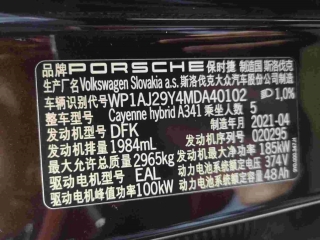 品牌 PORSCHE 保时捷 制造国 斯洛伐克
生产厂名 Volkswagen Slovakia a.s. 斯洛伐克大众汽车股份公司 制造
车辆识别代号 WP1AJ29Y4MDA40102 1,0%
整车型号 Cayenne hybrid A341 乘坐人数 5
发动机型号 DFK 制造年月 2021-04
发动机排量 1984mL 发动机号 020295
最大允许总质量 2965kg 发动机最大净功率 185kW
驱动电机型号 EAL 动力电池系统额定电压 374V
驱动电机峰值功率 100kW 动力电池系统额定容量 48Ah